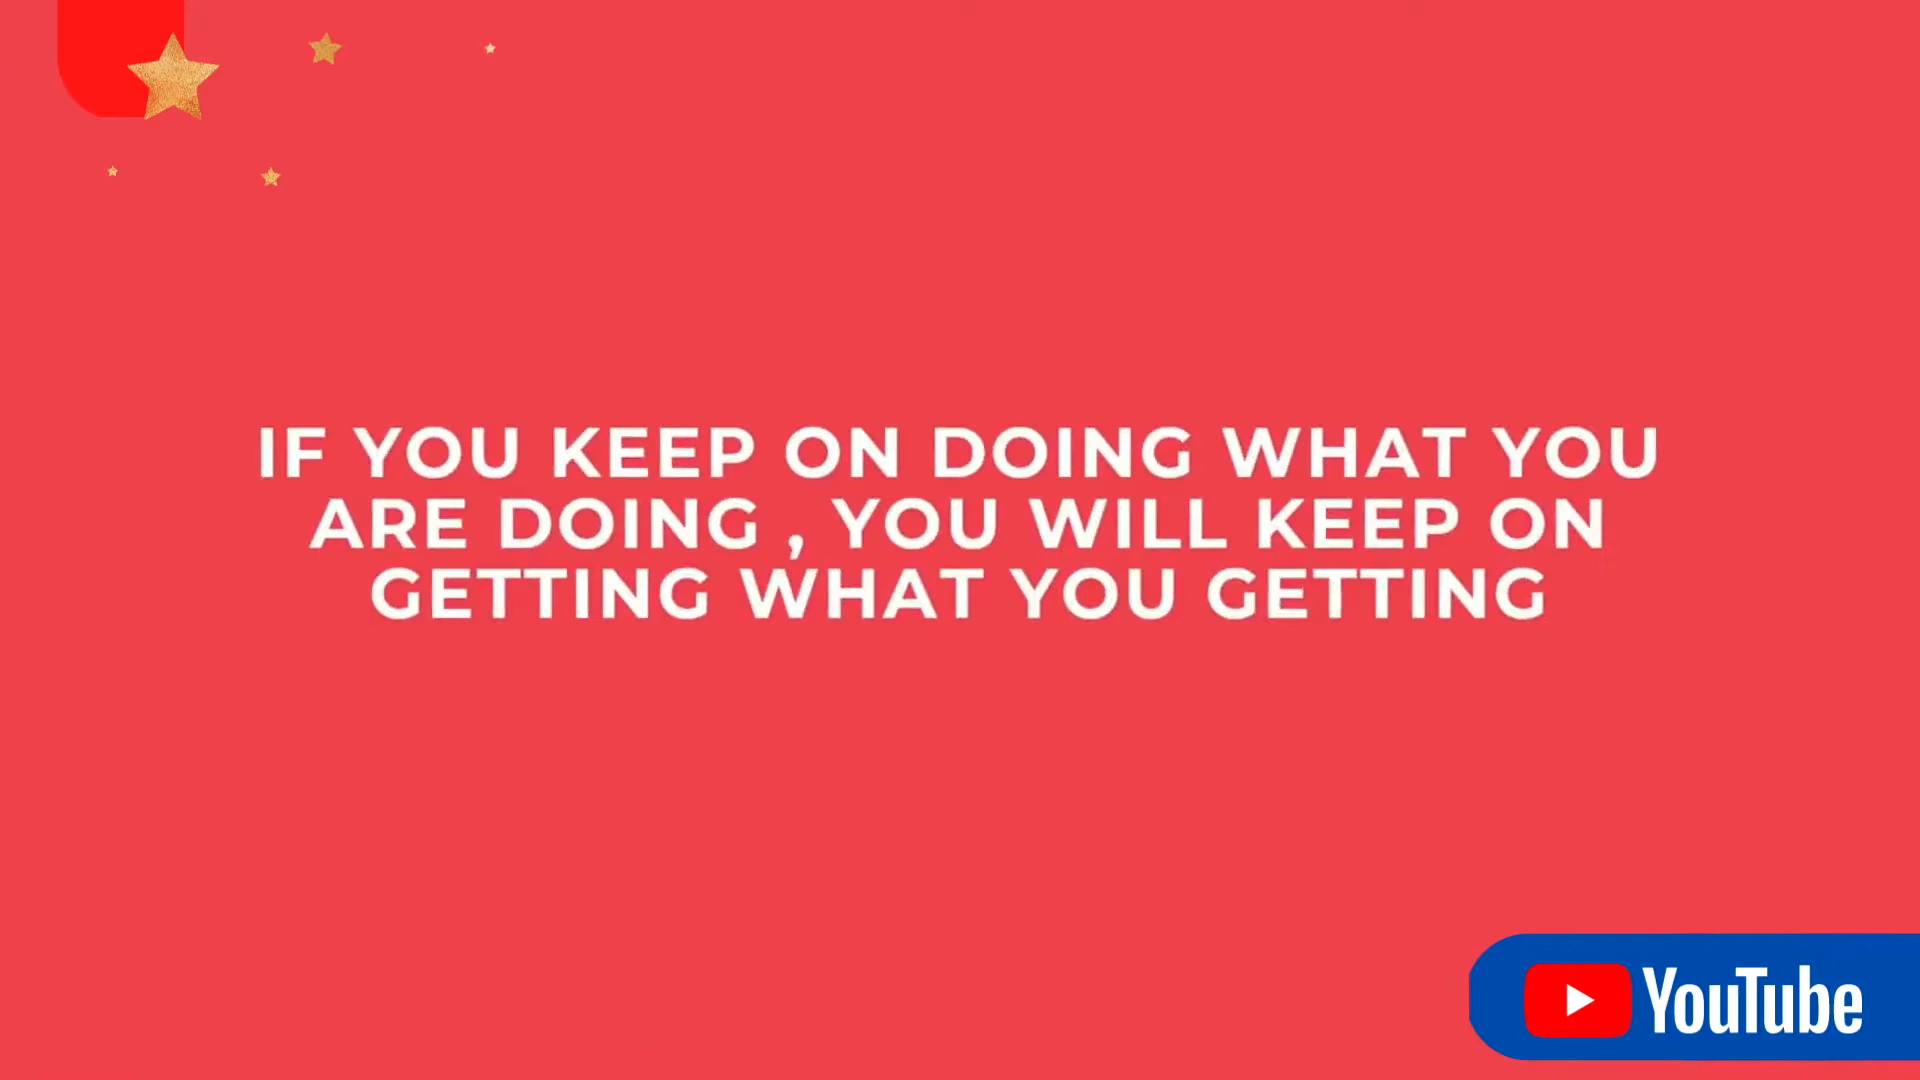 IF YOU KEEP ON DOING WHAT YOU
ARE DOING , YOU WILL KEEP ON
GETTING WHAT YOU GETTING
YouTube